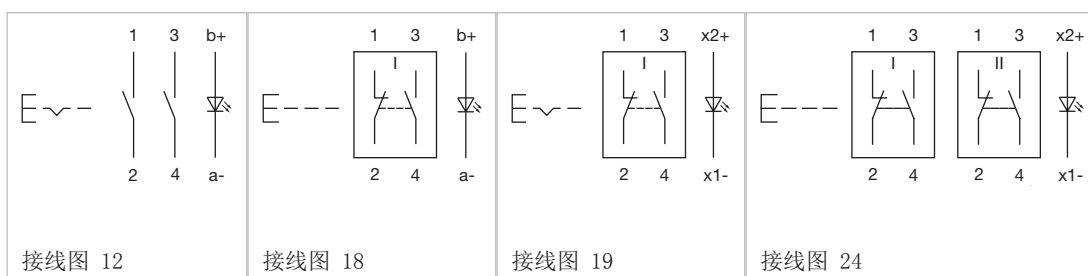 1 3 b+
2 4 a-
接线图 12
1 3 b+
I
2 4 a-
接线图 18
1 3 x2+
I
2 4 x1-
接线图 19
1 3 1 3 x2+
I II
2 4 2 4 x1-
接线图 24